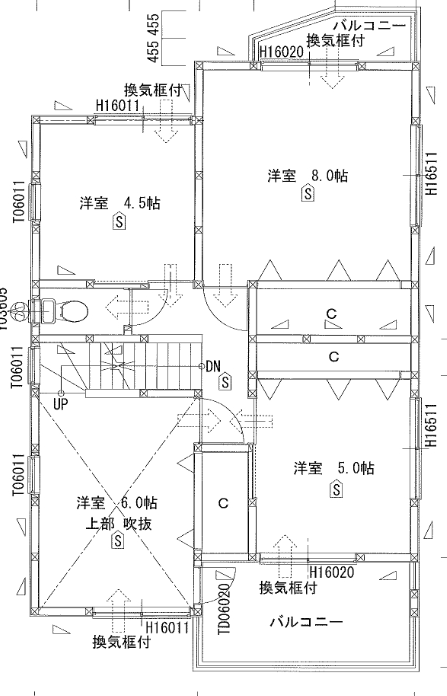 バルコニー
455 455
H16020
換気框付
換気框付
H16011
洋室 4.5帖
S
洋室 8.0帖
S
T06011
H16511
Y03605
C
C
T06011
DN
S
UP
H16511
T06011
洋室 6.0帖
上部 吹抜
S
C
洋室 5.0帖
S
H16020
換気框付
TD06020
H16011
換気框付
バルコニー